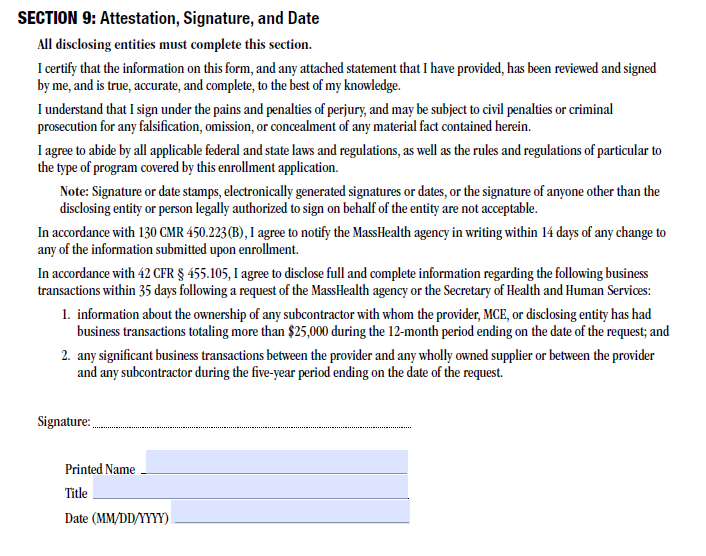 SECTION 9: Attestation, Signature, and Date
All disclosing entities must complete this section.
I certify that the information on this form, and any attached statement that I have provided, has been reviewed and signed
by me, and is true, accurate, and complete, to the best of my knowledge.
I understand that I sign under the pains and penalties of perjury, and may be subject to civil penalties or criminal
prosecution for any falsification, omission, or concealment of any material fact contained herein.
I agree to abide by all applicable federal and state laws and regulations, as well as the rules and regulations of particular to
the type of program covered by this enrollment application.
Note: Signature or date stamps, electronically generated signatures or dates, or the signature of anyone other than the
disclosing entity or person legally authorized to sign on behalf of the entity are not acceptable.
In accordance with 130 CMR 450.223(B), I agree to notify the MassHealth agency in writing within 14 days of any change to
any of the information submitted upon enrollment.
In accordance with 42 CFR § 455.105, I agree to disclose full and complete information regarding the following business
transactions within 35 days following a request of the MassHealth agency or the Secretary of Health and Human Services:
1. information about the ownership of any subcontractor with whom the provider, MCE, or disclosing entity has had
business transactions totaling more than $25,000 during the 12-month period ending on the date of the request; and
2. any significant business transactions between the provider and any wholly owned supplier or between the provider
and any subcontractor during the five-year period ending on the date of the request.
Signature:
Printed Name
Title
Date (MM/DD/YYYY)